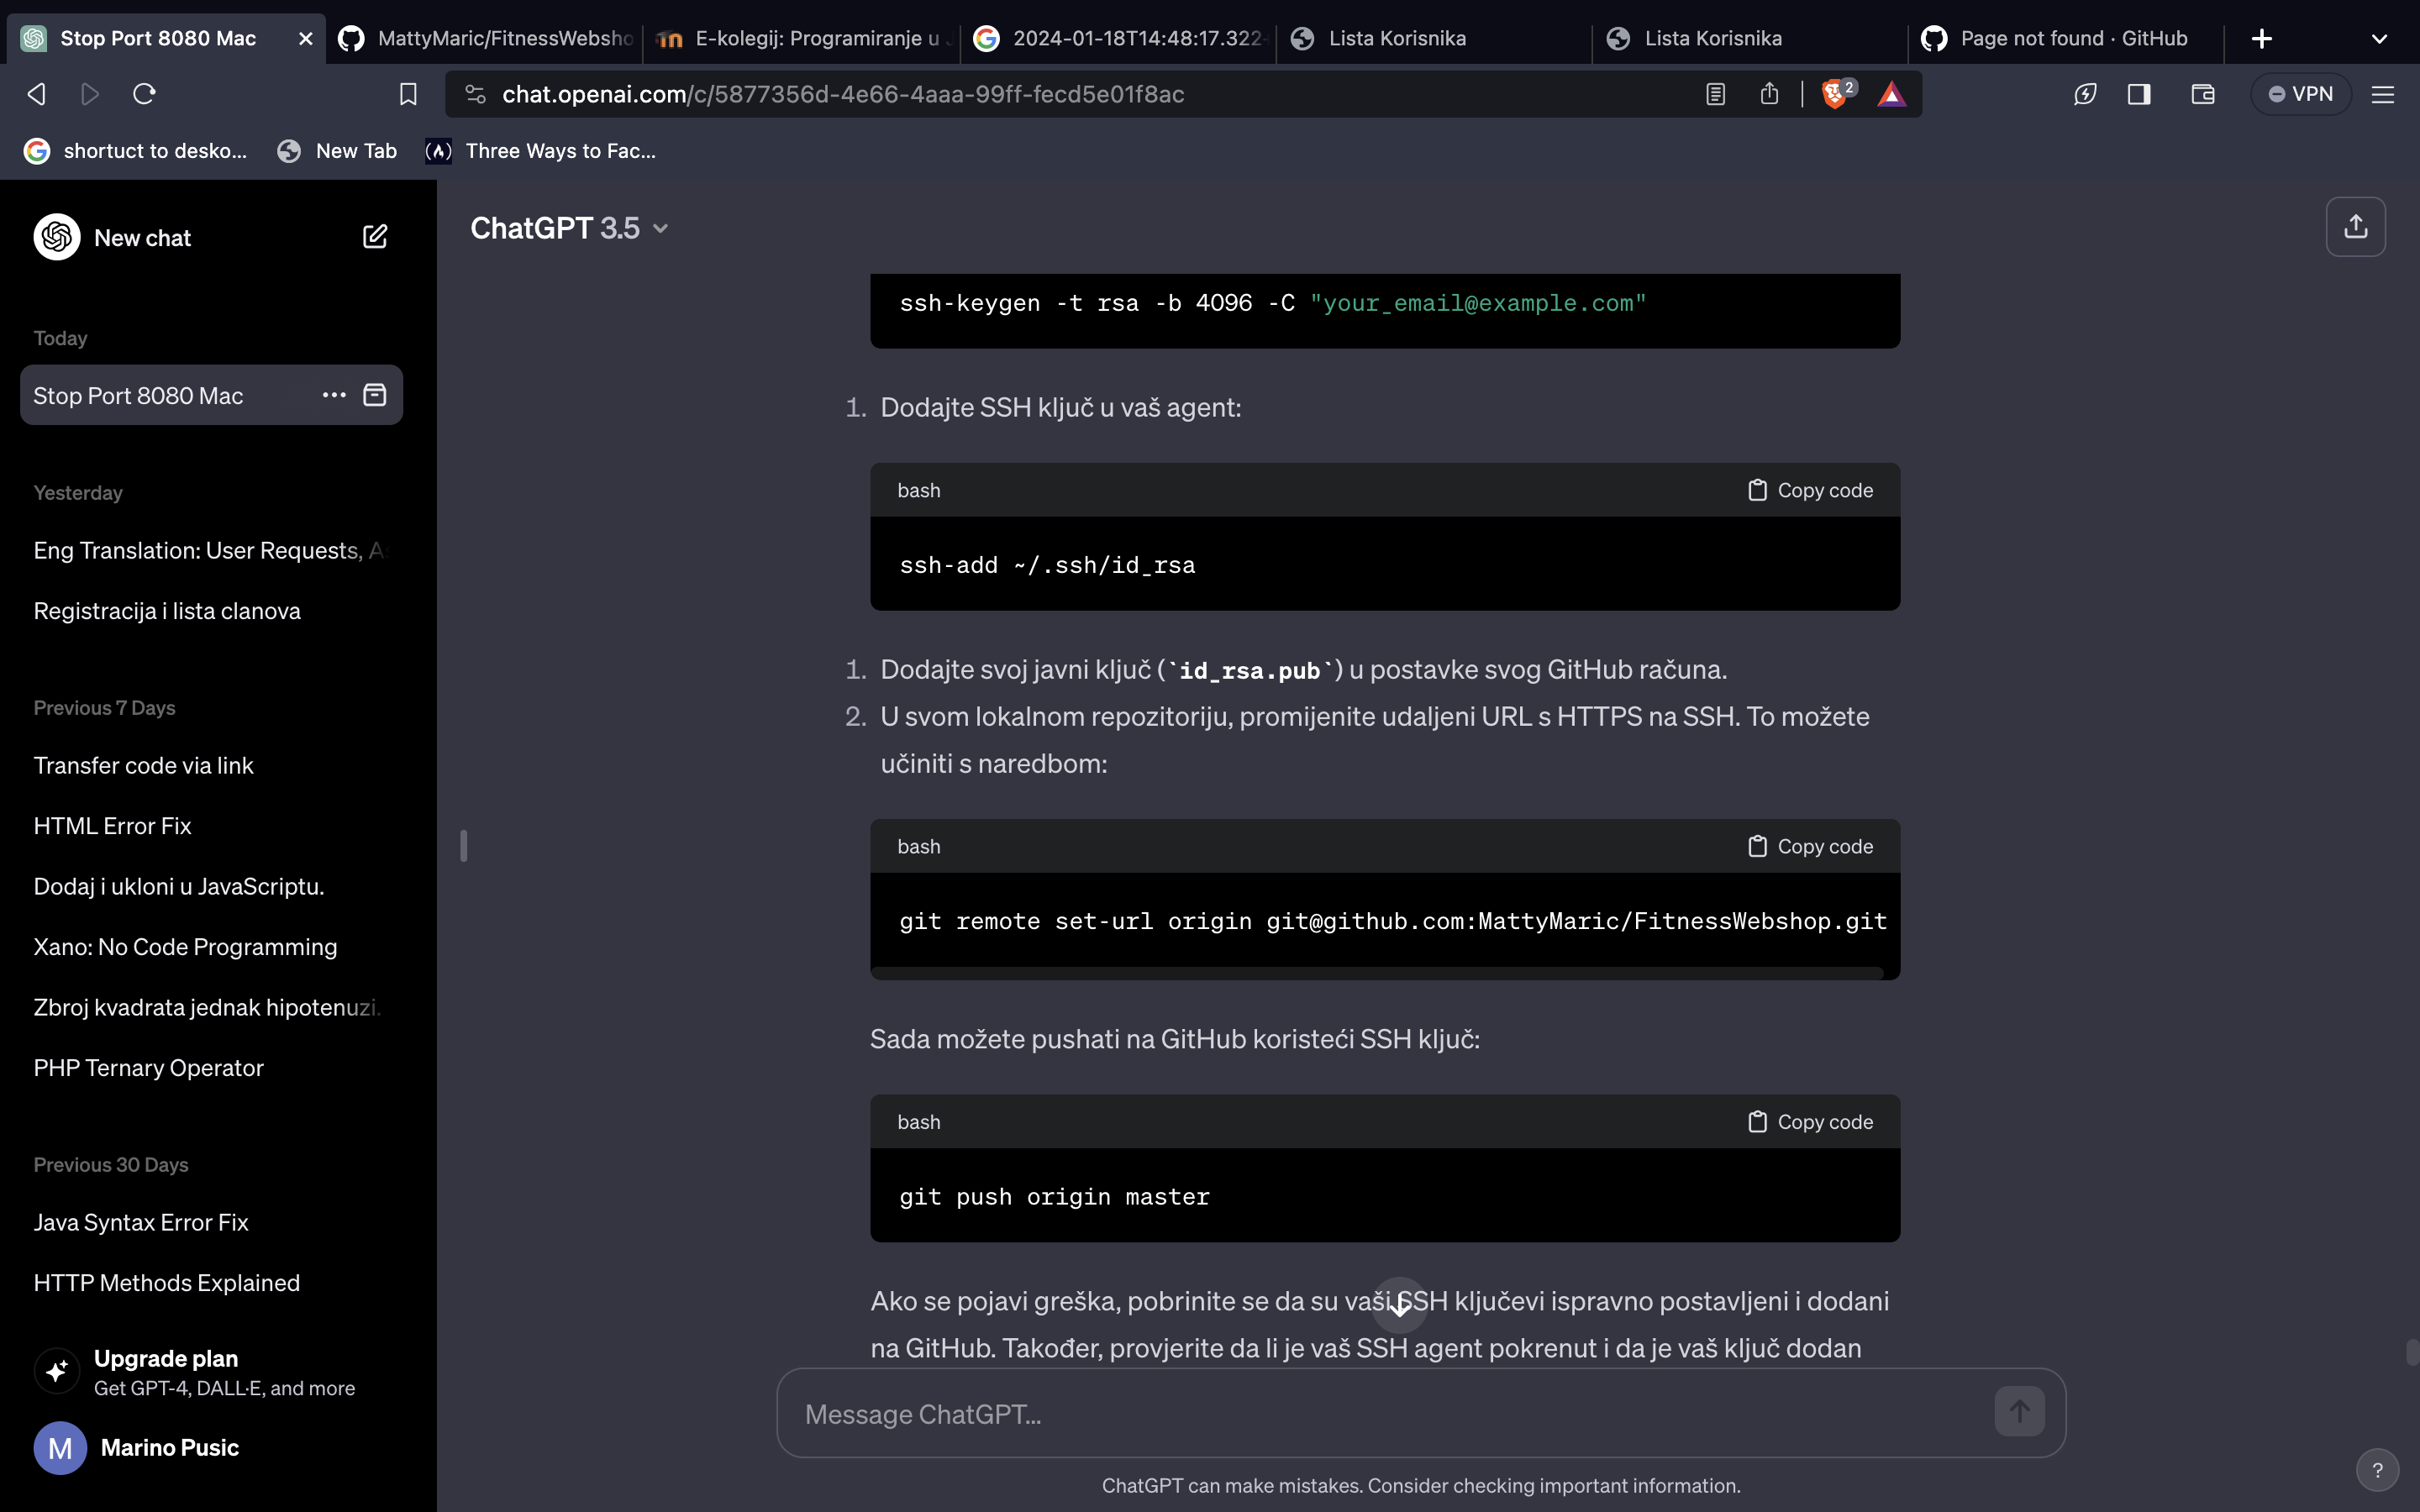 Stop Port 8080 Mac
MattyMaric/FitnessWebsho
E-kolegij: Programiranje u
2024-01-18T14:48:17.322
Lista Korisnika
Lista Korisnika
Page not found · GitHub
chat.openai.com/c/5877356d-4e66-4aaa-99ff-fecd5e01f8ac
2
VPN
shortuct to desko...
New Tab
Three Ways to Fac...
New chat
Today
Stop Port 8080 Mac
Yesterday
Eng Translation: User Requests, A
Registracija i lista clanova
Previous 7 Days
Transfer code via link
HTML Error Fix
Dodaj i ukloni u JavaScriptu.
Xano: No Code Programming
Zbroj kvadrata jednak hipotenuzi.
PHP Ternary Operator
Previous 30 Days
Java Syntax Error Fix
HTTP Methods Explained
Upgrade plan
Get GPT-4, DALL·E, and more
M
Marino Pusic
ChatGPT 3.5
ssh-keygen -t rsa -b 4096 -C "your_email@example.com"
1. Dodajte SSH ključ u vaš agent:
bash
Copy code
ssh-add ~/.ssh/id_rsa
1. Dodajte svoj javni ključ (`id_rsa.pub`) u postavke svog GitHub računa.
2. U svom lokalnom repozitoriju, promijenite udaljeni URL s HTTPS na SSH. To možete
učiniti s naredbom:
bash
Copy code
git remote set-url origin git@github.com:MattyMaric/FitnessWebshop.git
Sada možete pushati na GitHub koristeći SSH ključ:
bash
Copy code
git push origin master
Ako se pojavi greška, pobrinite se da su vaši SSH ključevi ispravno postavljeni i dodani
na GitHub. Također, provjerite da li je vaš SSH agent pokrenut i da je vaš ključ dodan
Message ChatGPT...
ChatGPT can make mistakes. Consider checking important information.
?